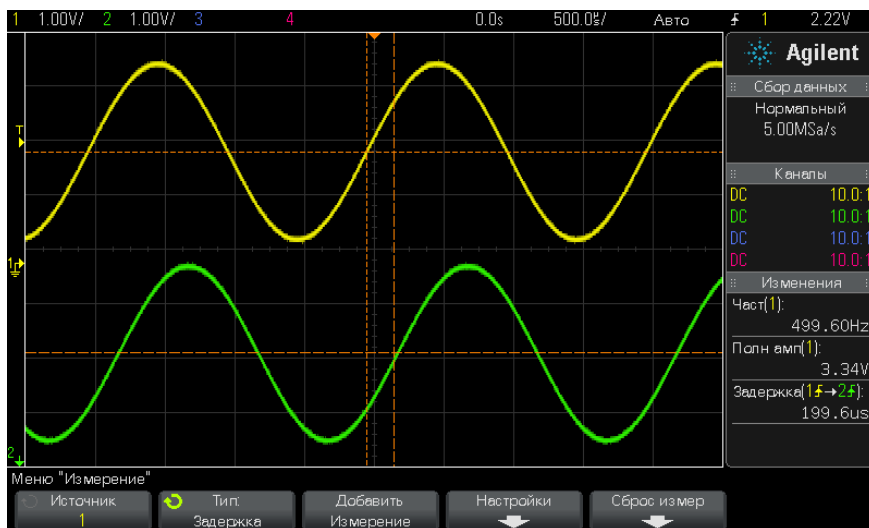 1 1.00V/ 2 1.00V/ 3 4 0.0s 500.0㎲/ Авто 1 2.22V
Agilent
Сбор данных
Нормальный
5.00MSa/s
Каналы
DC 10.0:1
DC 10.0:1
DC 10.0:1
DC 10.0:1
Изменения
Част(1):
499.60Hz
Полн амп(1):
3.34V
Задержка(1→2):
199.6us
T
1
2
Меню "Измерение"
Источник
1
Тип:
Задержка
Добавить
Измерение
Настройки
Сброс измер